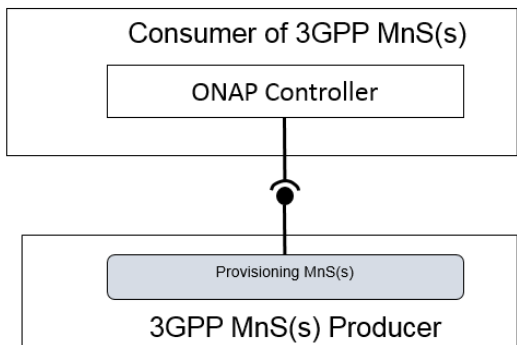 Consumer of 3GPP MnS(s)
ONAP Controller
Provisioning MnS(s)
3GPP MnS(s) Producer